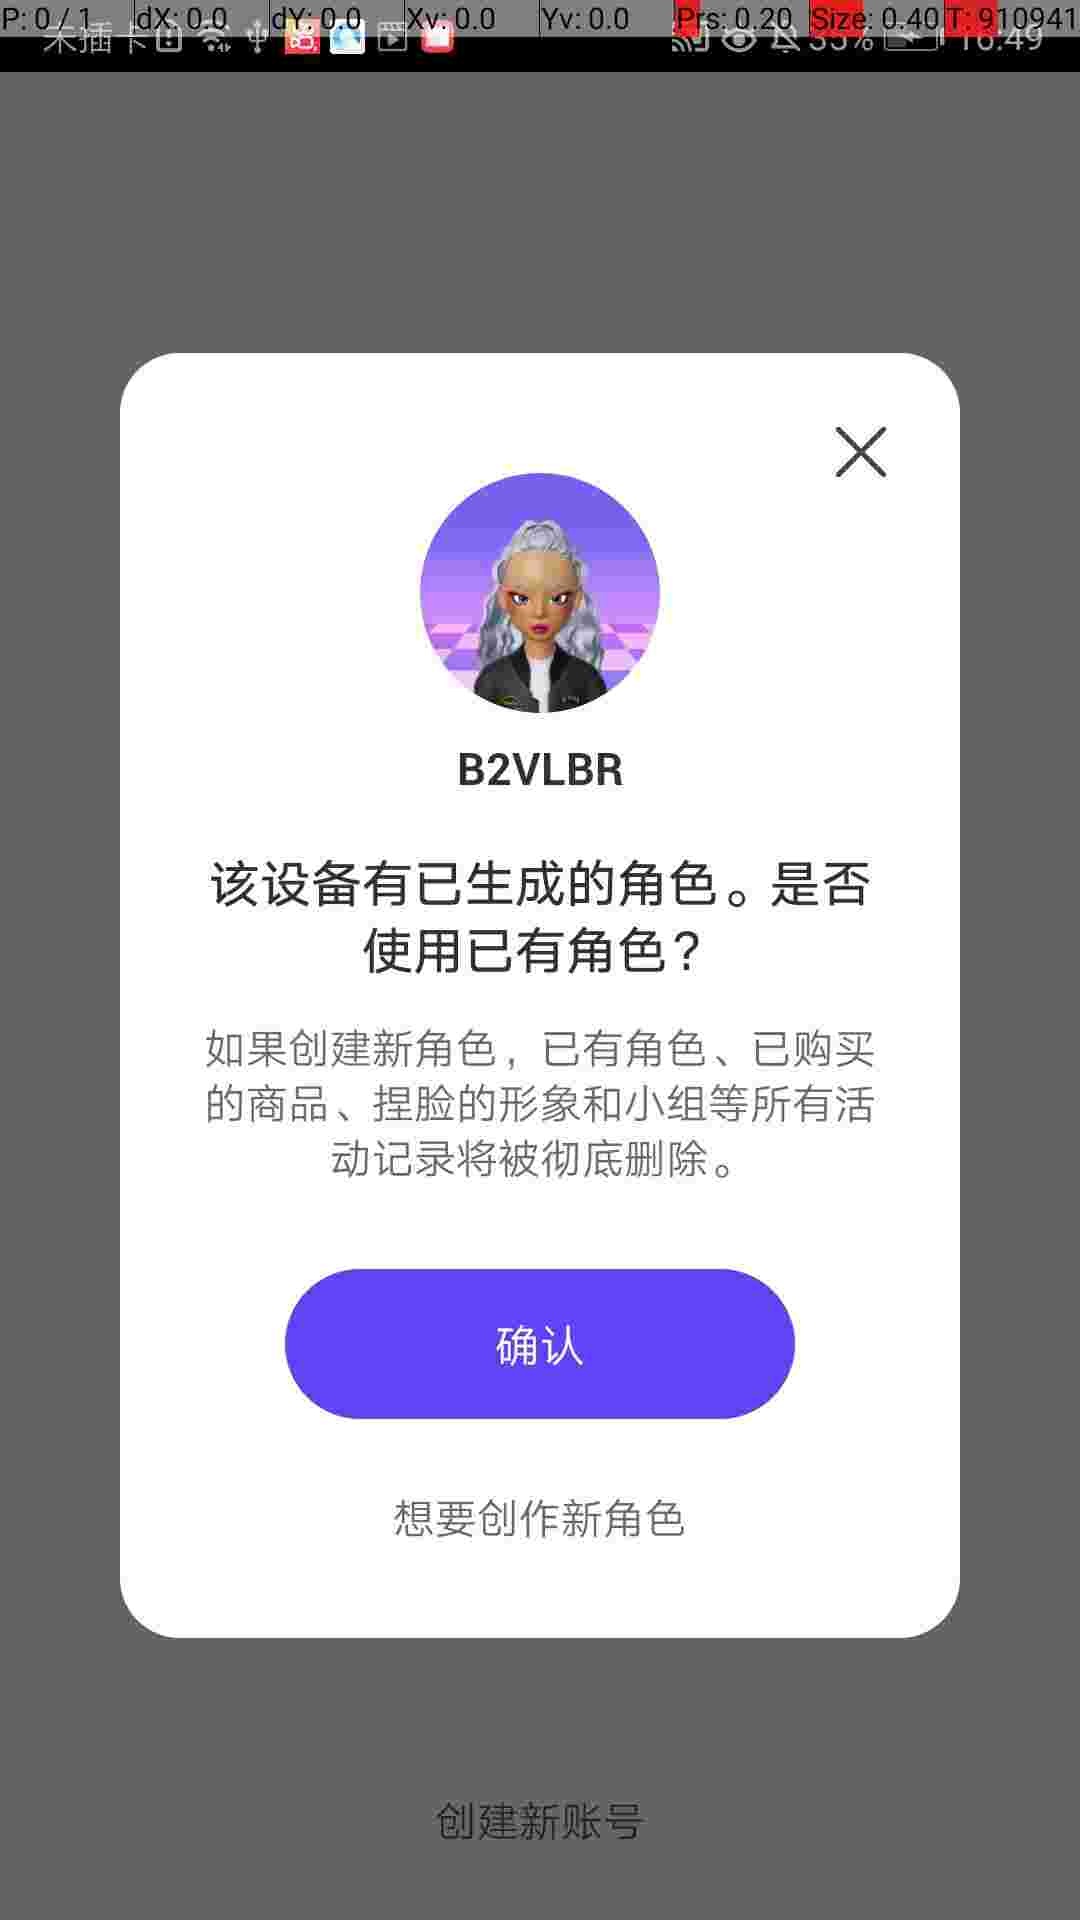 P: 0 / 1 dX: 0.0 dY: 0.0 Xv: 0.0 Yv: 0.0 Prs: 0.20 Size: 0.40 T: 910941
未插卡 33% 16:49
B2VLBR
该设备有已生成的角色。是否
使用已有角色？
如果创建新角色，已有角色、已购买
的商品、捏脸的形象和小组等所有活
动记录将被彻底删除。
确认
想要创作新角色
创建新账号